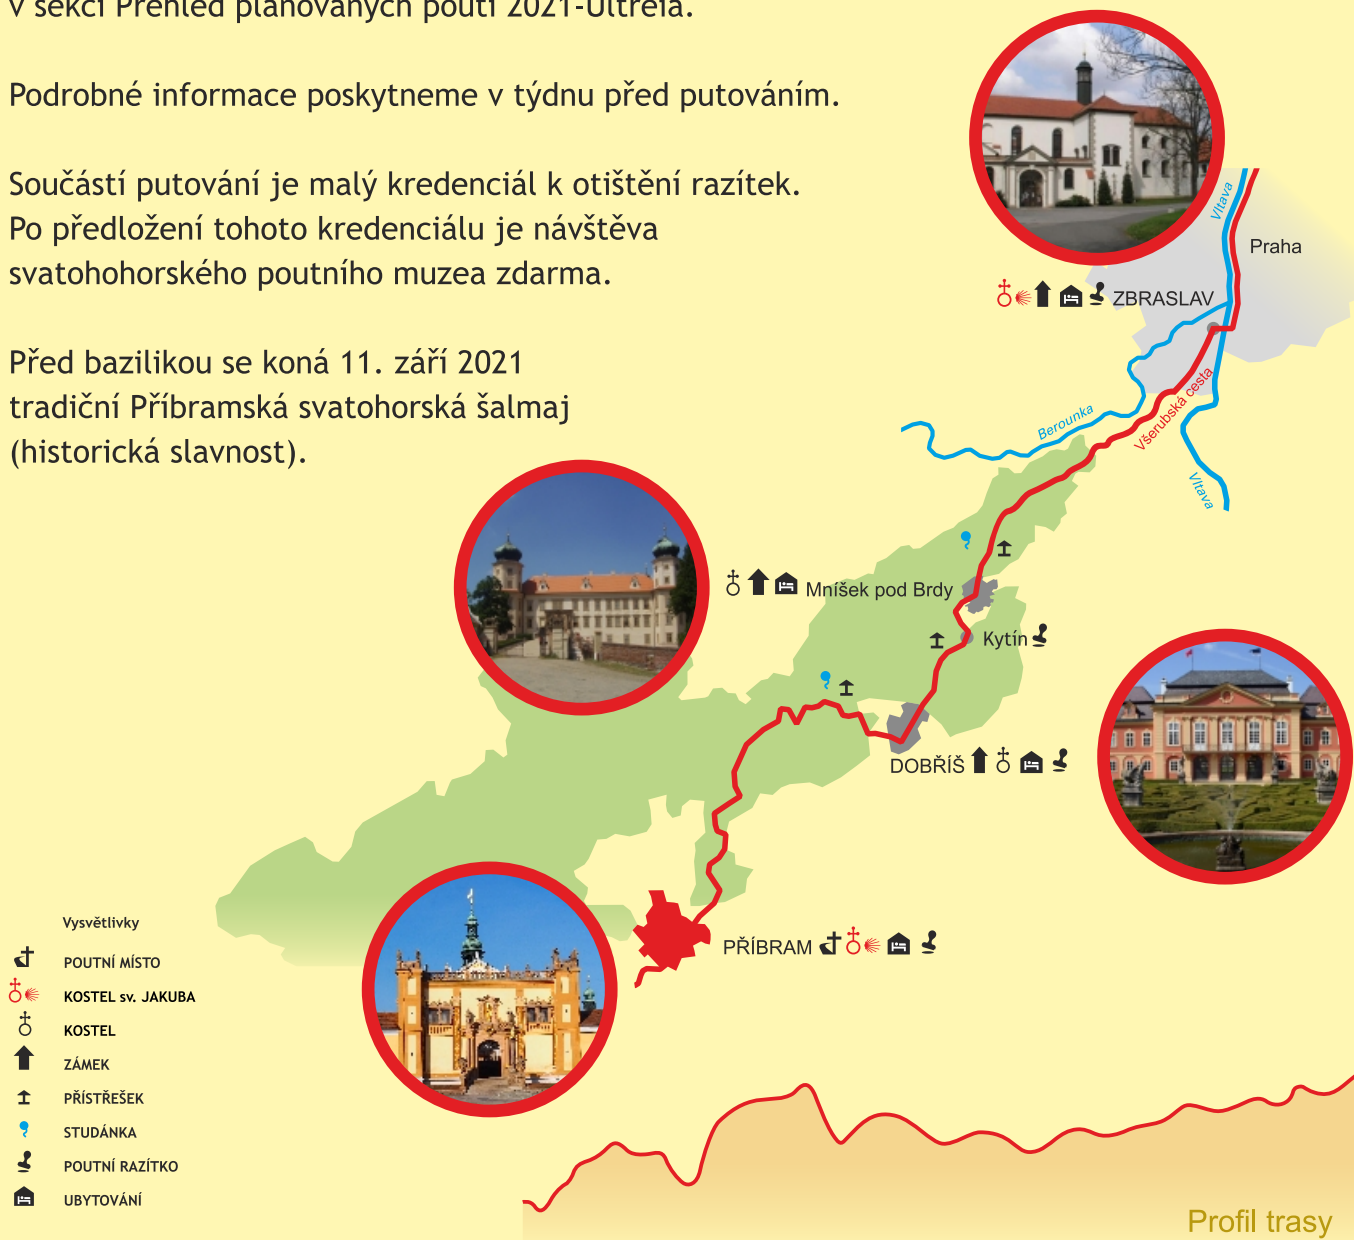 v sekci Přehled plánovaných poutí 2021-Ultreia.
Podrobné informace poskytneme v týdnu před putováním.
Součástí putování je malý kredenciál k otištění razítek.
Po předložení tohoto kredenciálu je návštěva
svatohohorského poutního muzea zdarma.
Před bazilikou se koná 11. září 2021
tradiční Příbramská svatohorská šalmaj
(historická slavnost).
Vltava
Praha
ZBRASLAV
Všerubská cesta
Berounka
Vltava
Mníšek pod Brdy
Kytín
DOBŘÍŠ
PŘÍBRAM
Vysvětlivky
POUTNÍ MÍSTO
KOSTEL sv. JAKUBA
KOSTEL
ZÁMEK
PŘÍSTŘEŠEK
STUDÁNKA
POUTNÍ RAZÍTKO
UBYTOVÁNÍ
Profil trasy